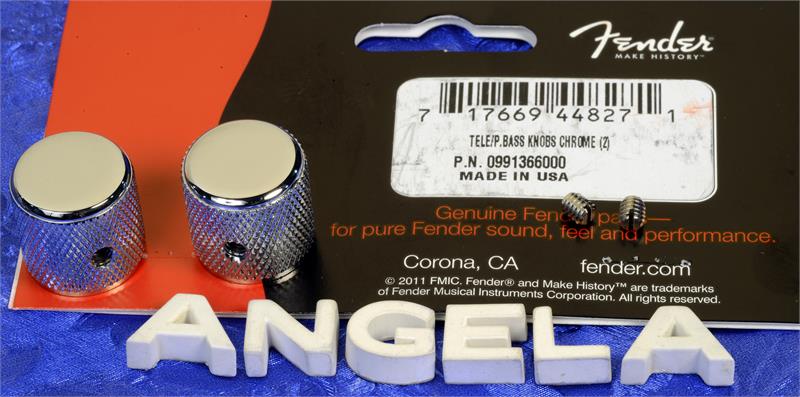 Fender
MAKE HISTORY™
7 17669 44827 1
TELE/P.BASS KNOBS CHROME (2)
P.N. 0991366000
MADE IN USA
Genuine Fender parts—
for pure Fender sound, feel and performance.
Corona, CA
fender.com
© 2011 FMIC. Fender® and Make History™ are trademarks
of Fender Musical Instruments Corporation. All rights reserved.
ANGELA